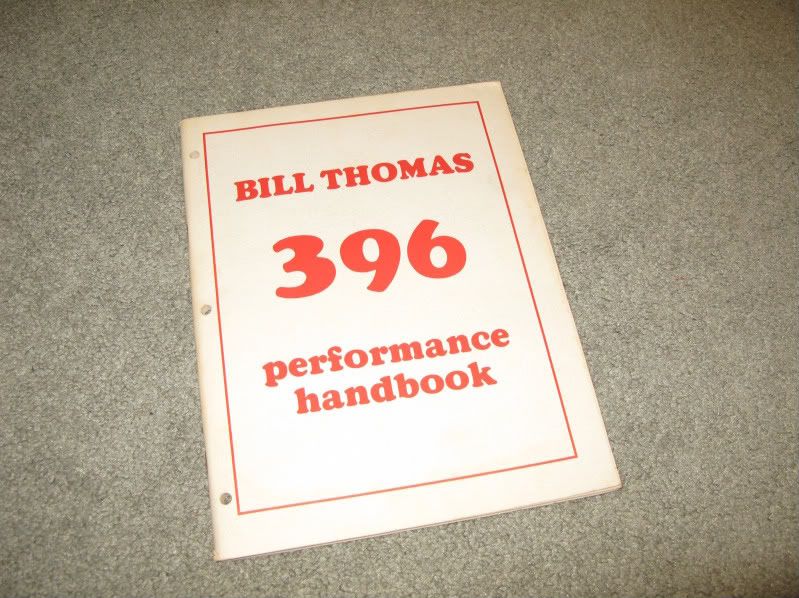 BILL THOMAS
396
performance
handbook